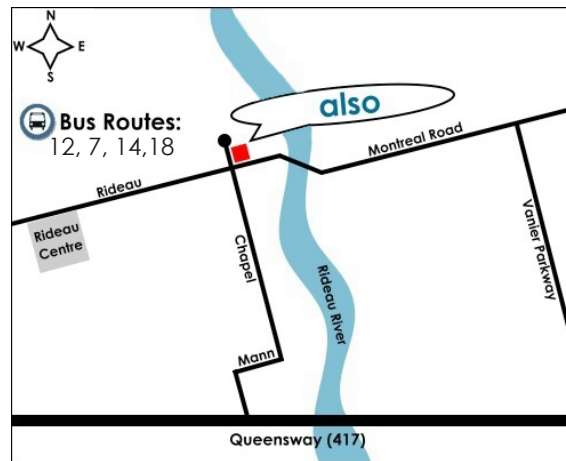 N
W E
S
also
Bus Routes:
12, 7, 14,18
Montreal Road
Rideau
Rideau
Centre
Chapel
Rideau River
Vanier Parkway
Mann
Queensway (417)